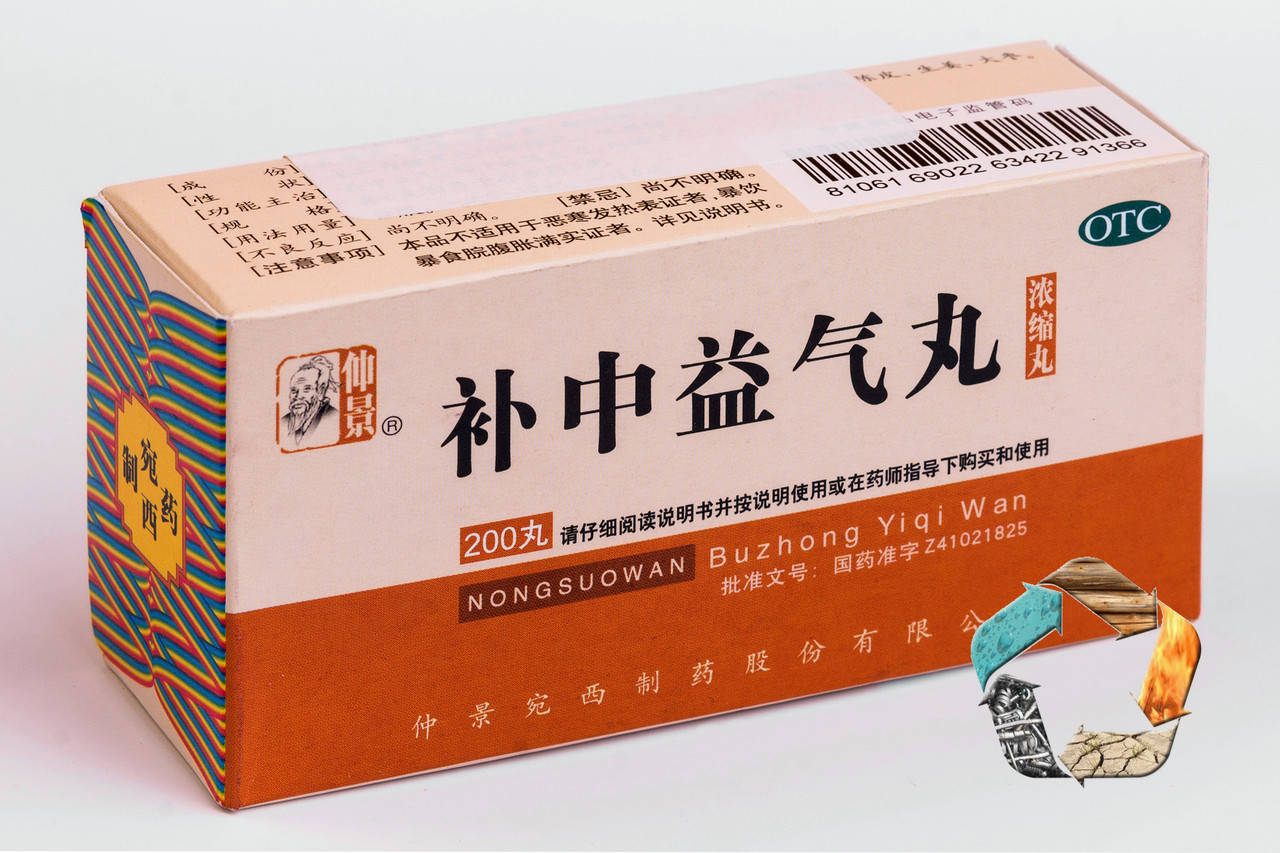 陈皮、生姜、大枣。
电子监管码
81061 69022 63422 91366
[成 份]
[性 状]
[功能主治]
[规 格]
[用法用量]
[不良反应] 尚不明确。 [禁忌] 尚不明确。
[注意事项] 本品不适用于恶寒发热表证者，暴饮
暴食脘腹胀满实证者。详见说明书。
OTC
仲景
®
补中益气丸
浓缩丸
200丸 请仔细阅读说明书并按说明使用或在药师指导下购买和使用
NONGSUOWAN Buzhong Yiqi Wan
批准文号：国药准字Z41021825
仲景宛西制药股份有限公
宛西
制药